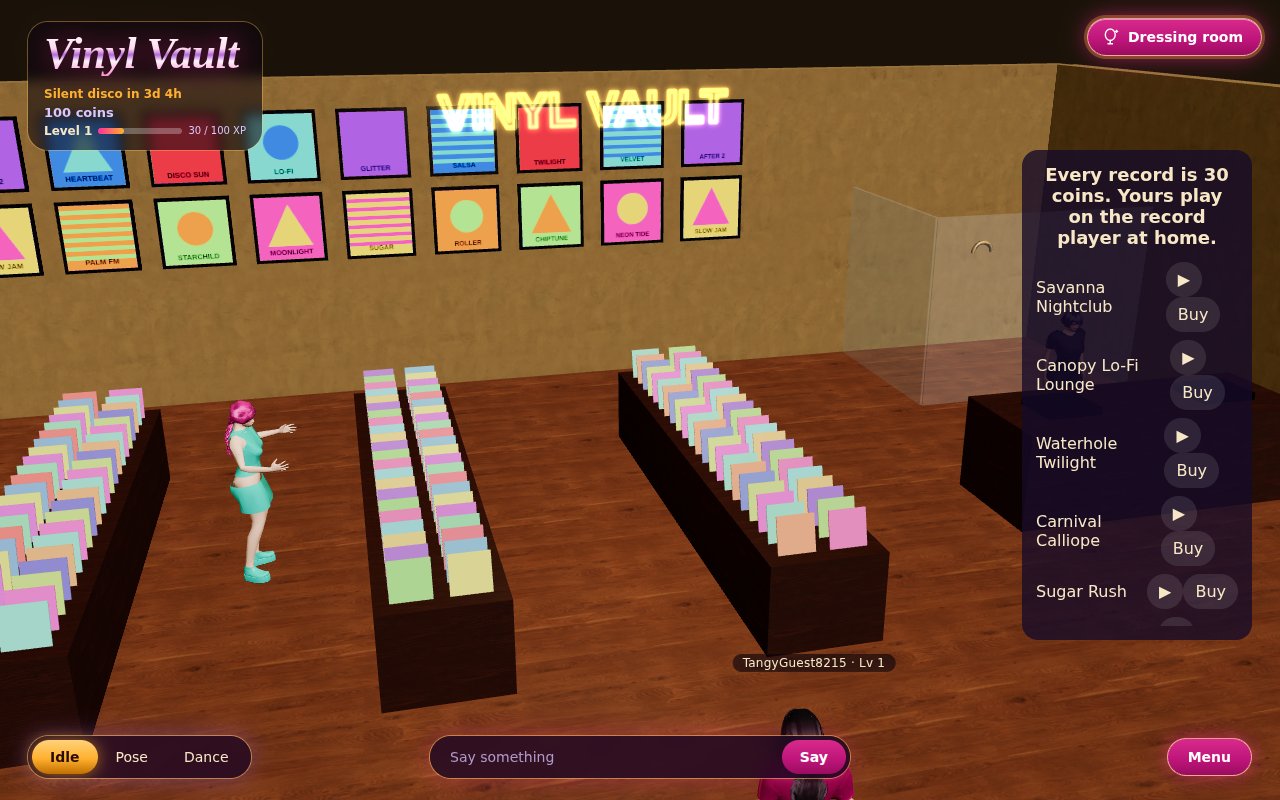 Vinyl Vault
Silent disco in 3d 4h
100 coins
Level 1
30 / 100 XP
Dressing room
VINYL VAULT
HEARTBEAT
DISCO SUN
LO-FI
GLITTER
SALSA
TWILIGHT
VELVET
AFTER 2
JAM
PALM FM
STARCHILD
MOONLIGHT
SUGAR
ROLLER
CHIPTUNE
NEON TIDE
SLOW JAM
Every record is 30
coins. Yours play
on the record
player at home.
Savanna
Nightclub
Buy
Canopy Lo-Fi
Lounge
Buy
Waterhole
Twilight
Buy
Carnival
Calliope
Buy
Sugar Rush
Buy
TangyGuest8215 · Lv 1
Idle
Pose
Dance
Say something
Say
Menu